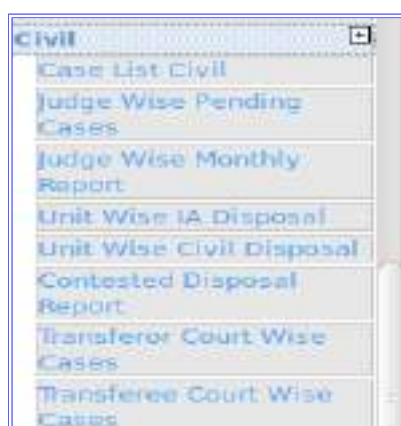 Civil
Case List Civil
Judge Wise Pending
Cases
Judge Wise Monthly
Report
Unit Wise IA Disposal
Unit Wise Civil Disposal
Contested Disposal
Report
Transferor Court Wise
Cases
Transferee Court Wise
Cases